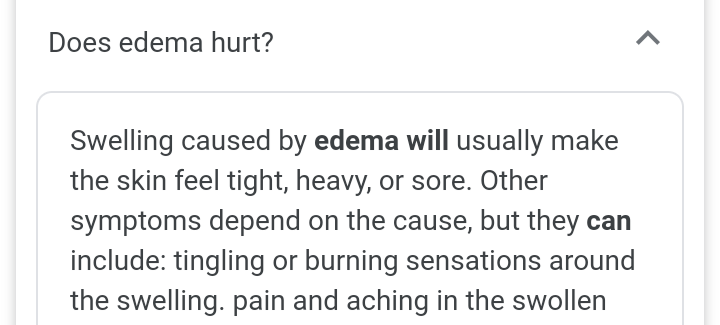 Does edema hurt?
Swelling caused by edema will usually make
the skin feel tight, heavy, or sore. Other
symptoms depend on the cause, but they can
include: tingling or burning sensations around
the swelling. pain and aching in the swollen